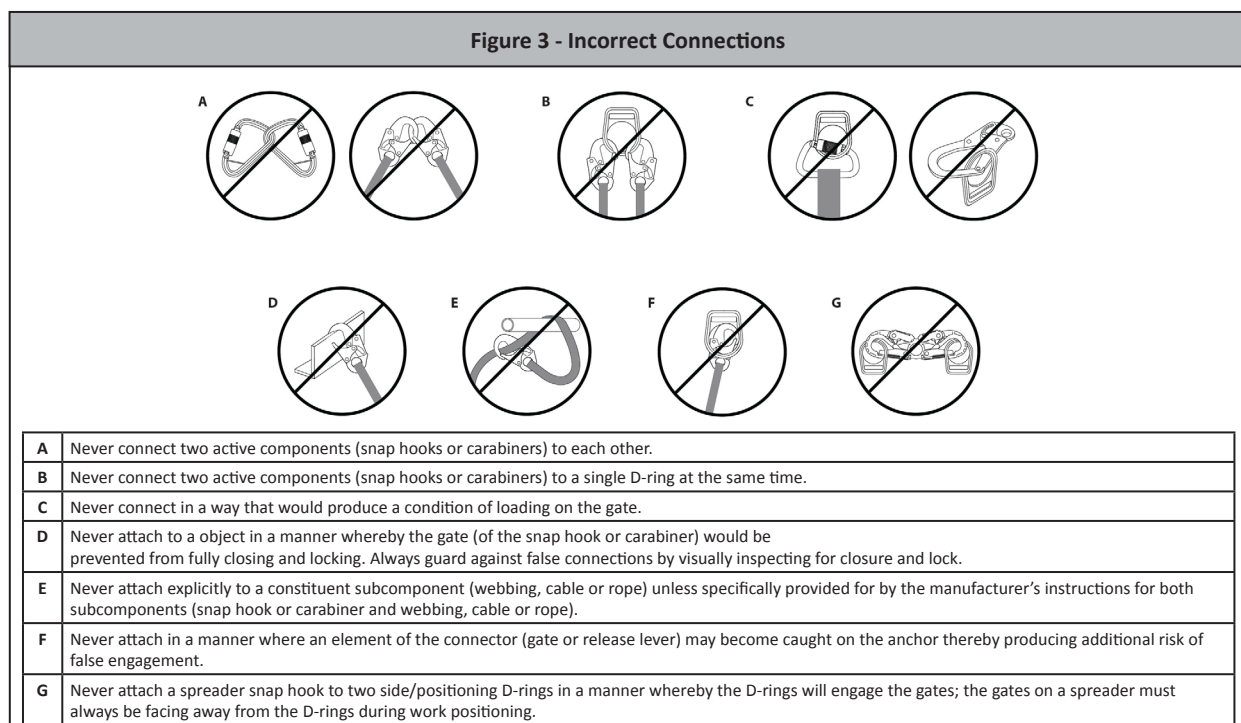 Figure 3 - Incorrect Connections
A
B
C
D
E
F
G
A Never connect two active components (snap hooks or carabiners) to each other.
B Never connect two active components (snap hooks or carabiners) to a single D-ring at the same time.
C Never connect in a way that would produce a condition of loading on the gate.
D Never attach to a object in a manner whereby the gate (of the snap hook or carabiner) would be
prevented from fully closing and locking. Always guard against false connections by visually inspecting for closure and lock.
E Never attach explicitly to a constituent subcomponent (webbing, cable or rope) unless specifically provided for by the manufacturer’s instructions for both
subcomponents (snap hook or carabiner and webbing, cable or rope).
F Never attach in a manner where an element of the connector (gate or release lever) may become caught on the anchor thereby producing additional risk of
false engagement.
G Never attach a spreader snap hook to two side/positioning D-rings in a manner whereby the D-rings will engage the gates; the gates on a spreader must
always be facing away from the D-rings during work positioning.